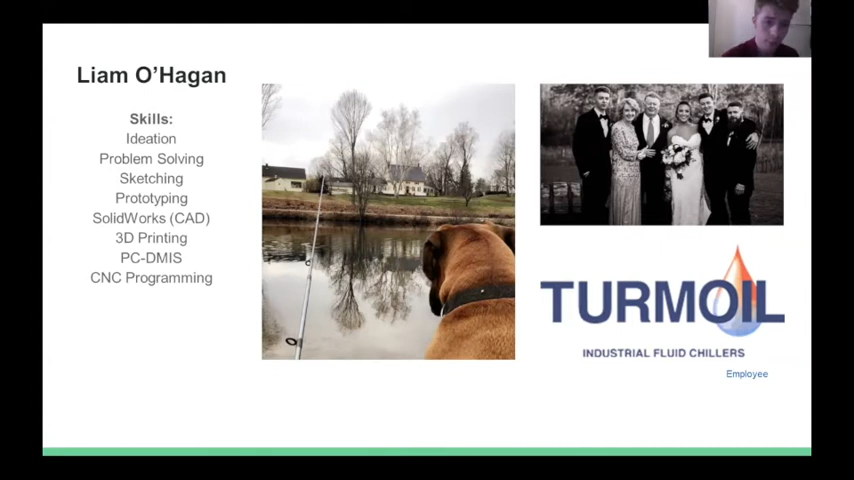 Liam O’Hagan
Skills:
Ideation
Problem Solving
Sketching
Prototyping
SolidWorks (CAD)
3D Printing
PC-DMIS
CNC Programming
TURMOIL
INDUSTRIAL FLUID CHILLERS
Employee